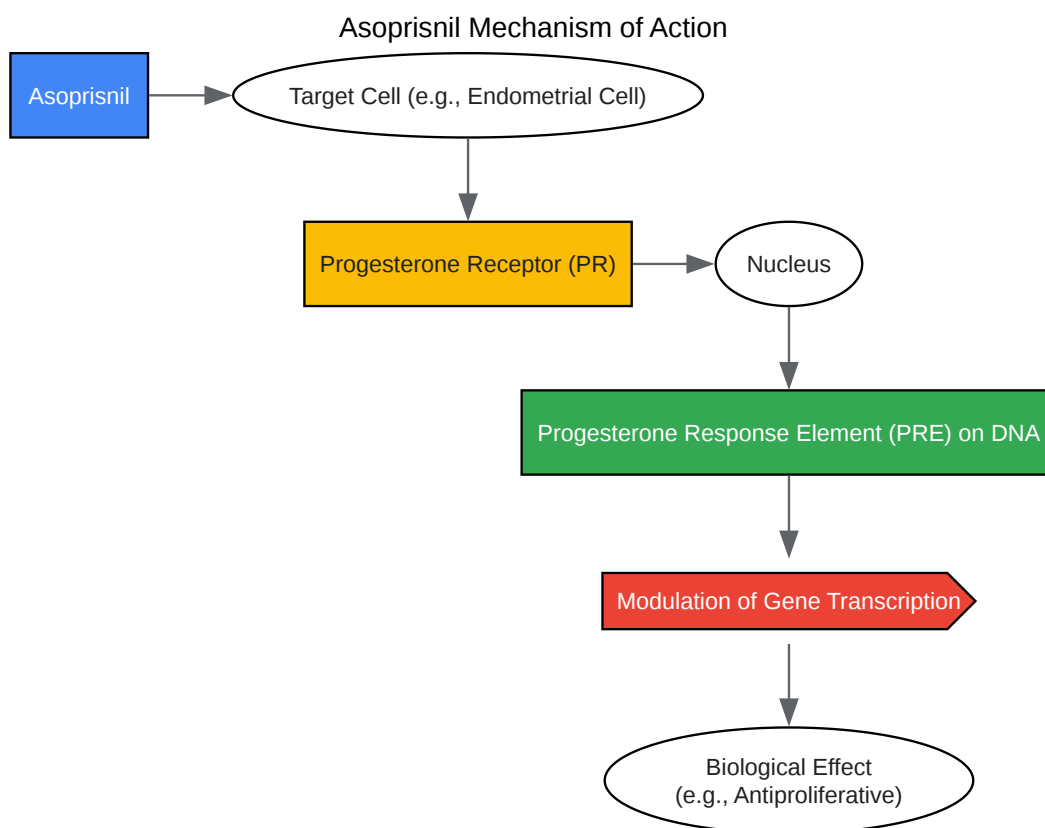 Asoprisnil Mechanism of Action
Asoprisnil
Target Cell (e.g., Endometrial Cell)
Progesterone Receptor (PR)
Nucleus
Progesterone Response Element (PRE) on DNA
Modulation of Gene Transcription
Biological Effect
(e.g., Antiproliferative)